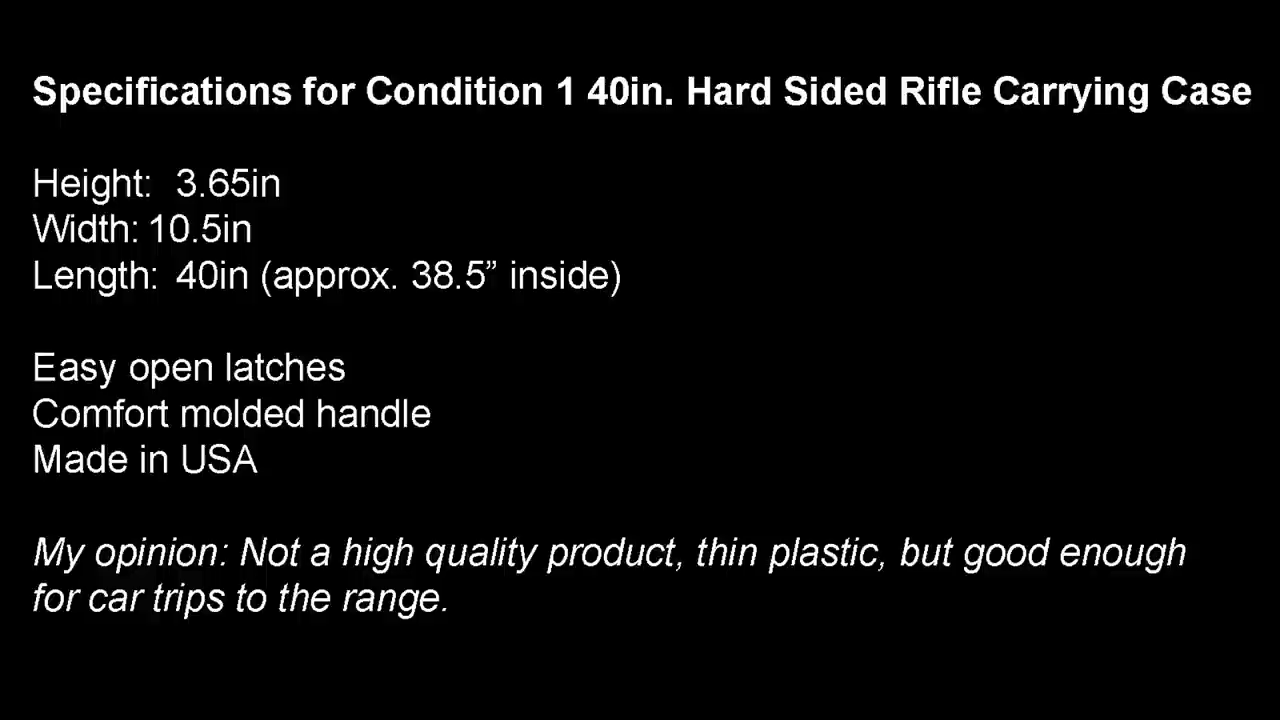 Specifications for Condition 1 40in. Hard Sided Rifle Carrying Case
Height: 3.65in
Width: 10.5in
Length: 40in (approx. 38.5” inside)
Easy open latches
Comfort molded handle
Made in USA
My opinion: Not a high quality product, thin plastic, but good enough
for car trips to the range.